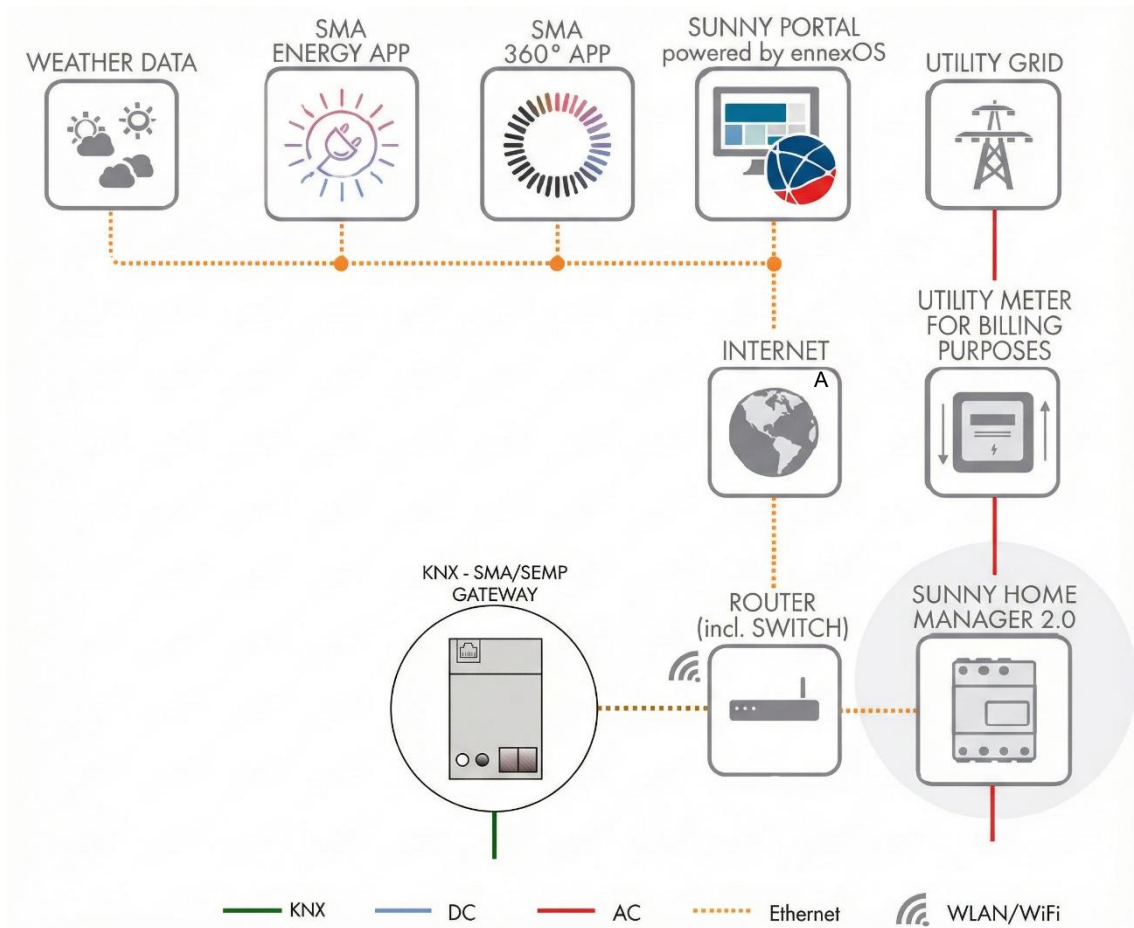 WEATHER DATA
SMA
ENERGY APP
SMA
360° APP
SUNNY PORTAL
powered by ennexOS
UTILITY GRID
INTERNET
A
UTILITY METER
FOR BILLING
PURPOSES
KNX - SMA/SEMP
GATEWAY
ROUTER
(incl. SWITCH)
SUNNY HOME
MANAGER 2.0
KNX
DC
AC
Ethernet
WLAN/WiFi